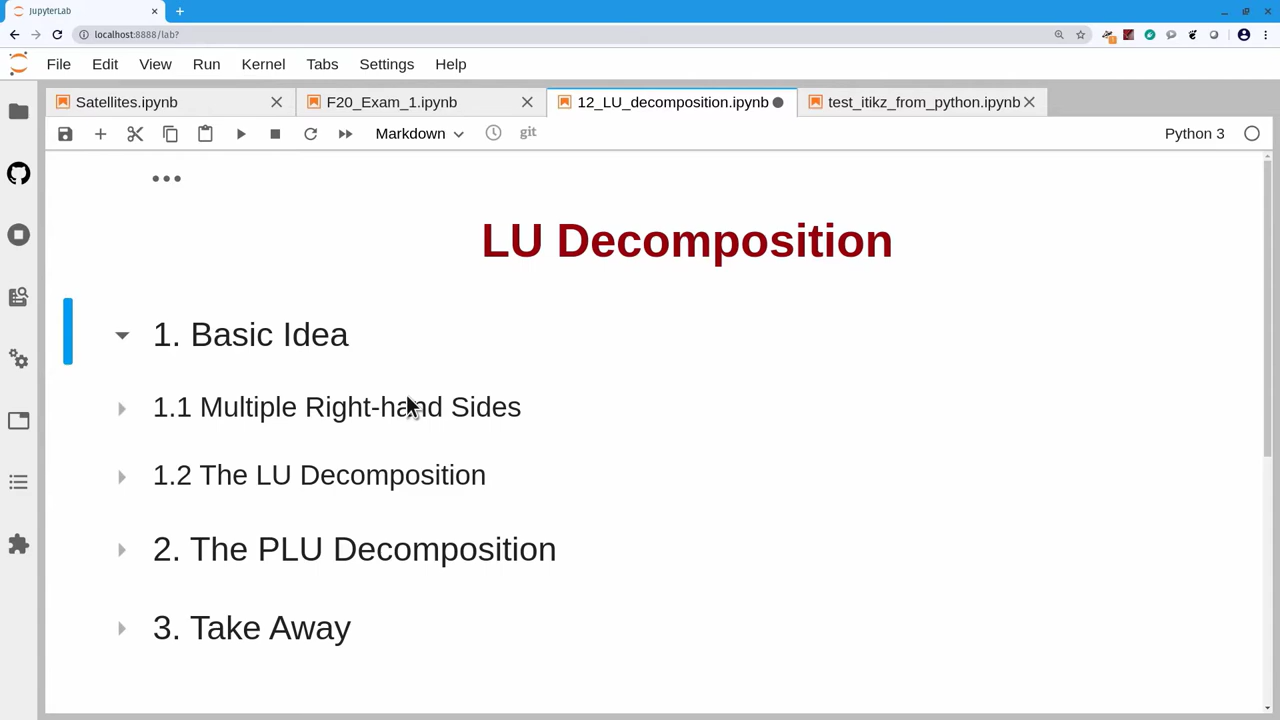 JupyterLab
localhost:8888/lab?
File Edit View Run Kernel Tabs Settings Help
Satellites.ipynb F20_Exam_1.ipynb 12_LU_decomposition.ipynb test_itikz_from_python.ipynb
Markdown git Python 3
LU Decomposition
1. Basic Idea
1.1 Multiple Right-hand Sides
1.2 The LU Decomposition
2. The PLU Decomposition
3. Take Away